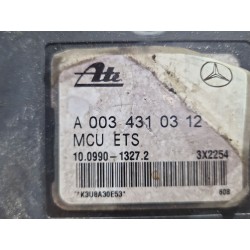 Ate
A 003 431 03 12
MCU ETS
10.0990-1327.2 3X2254
*K3U8A30E53* 608